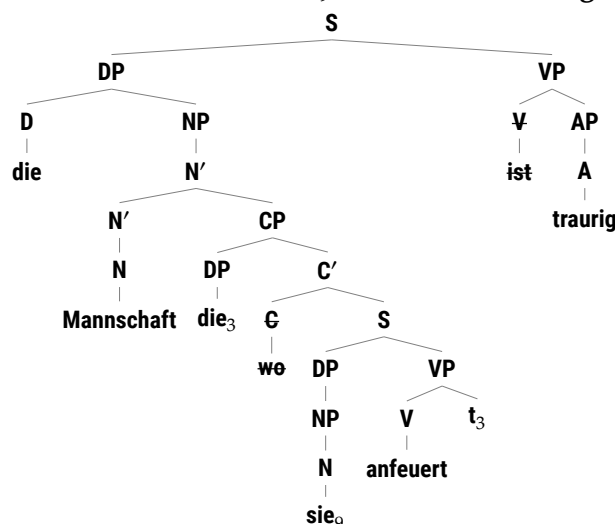 S
DP VP
D NP V AP
die N′ ist A
N′ CP traurig
N DP C′
Mannschaft die₃ C S
wo DP VP
NP V t₃
N anfeuert
sie₉